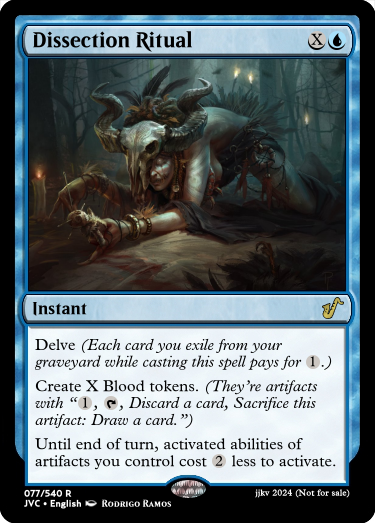 Dissection Ritual X
Instant
Delve (Each card you exile from your
graveyard while casting this spell pays for 1.)
Create X Blood tokens. (They're artifacts
with “1, , Discard a card, Sacrifice this
artifact: Draw a card.”)
Until end of turn, activated abilities of
artifacts you control cost 2 less to activate.
077/540 R
JVC • English Rodrigo Ramos
jjkv 2024 (Not for sale)